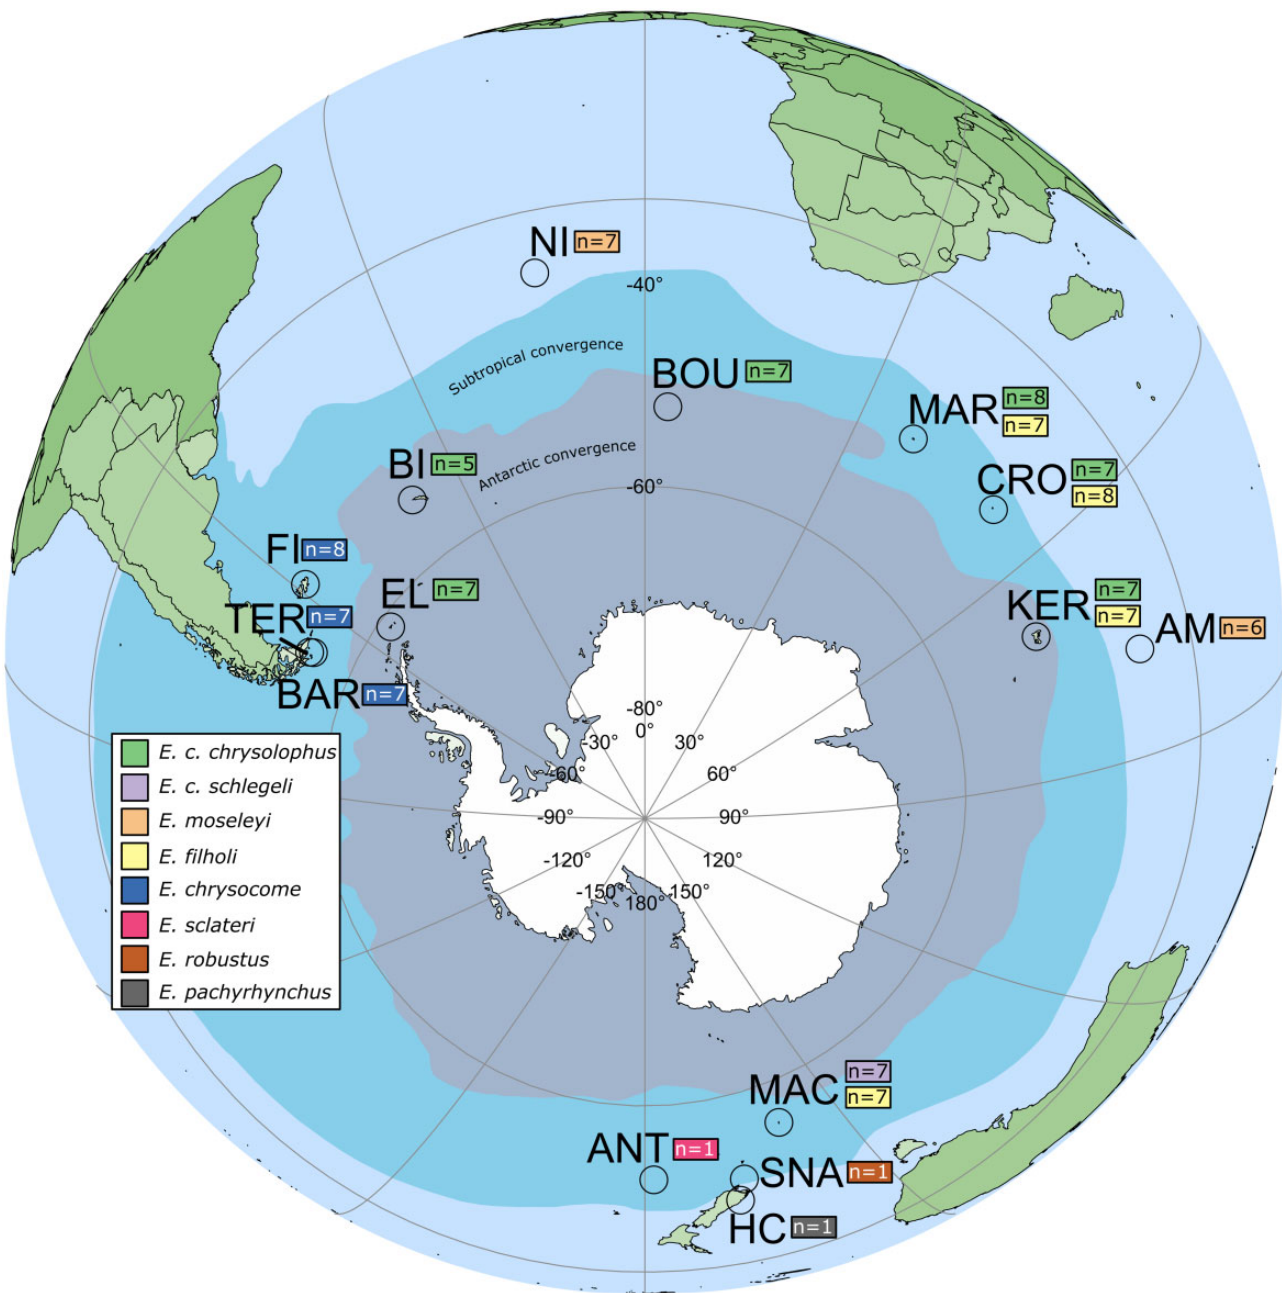 NI n=7
-40°
Subtropical convergence
BOU n=7
MAR n=8
n=7
BI n=5
Antarctic convergence
-60°
CRO n=7
n=8
FI n=8
EL n=7
TER n=7
KER n=7
n=7
AM n=6
BAR n=7
-80°
0°
-30°
30°
-60°
60°
-90°
90°
-120°
120°
-150°
150°
180°
E. c. chrysolophus
E. c. schlegeli
E. moseleyi
E. filholi
E. chrysocome
E. sclateri
E. robustus
E. pachyrhynchus
MAC n=7
n=7
ANT n=1
SNA n=1
HC n=1